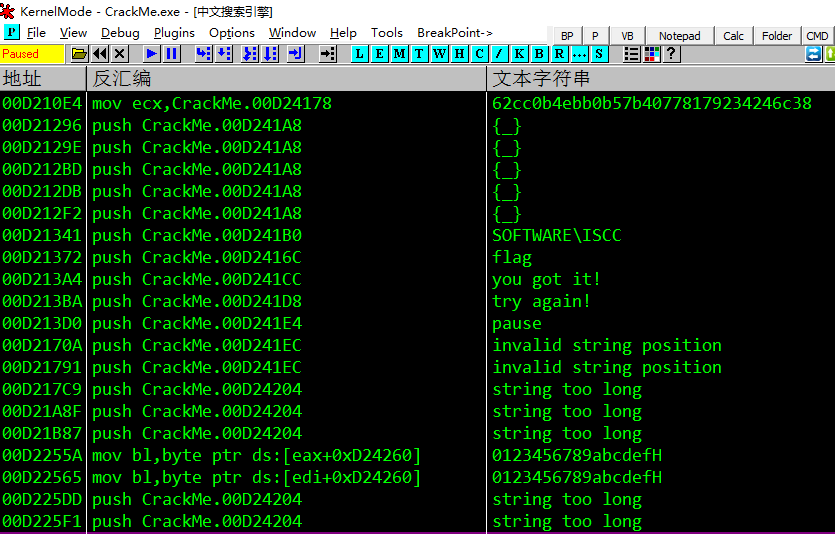 KernelMode - CrackMe.exe - [中文搜索引擎]
P File View Debug Plugins Options Window Help Tools BreakPoint-> BP P VB Notepad Calc Folder CMD
Paused L E M T W H C / K B R ... S ?
地址 反汇编 文本字符串
00D210E4 mov ecx,CrackMe.00D24178 62cc0b4ebb0b57b40778179234246c38
00D21296 push CrackMe.00D241A8 {_}
00D2129E push CrackMe.00D241A8 {_}
00D212BD push CrackMe.00D241A8 {_}
00D212DB push CrackMe.00D241A8 {_}
00D212F2 push CrackMe.00D241A8 {_}
00D21341 push CrackMe.00D241B0 SOFTWARE\ISCC
00D21372 push CrackMe.00D2416C flag
00D213A4 push CrackMe.00D241CC you got it!
00D213BA push CrackMe.00D241D8 try again!
00D213D0 push CrackMe.00D241E4 pause
00D2170A push CrackMe.00D241EC invalid string position
00D21791 push CrackMe.00D241EC invalid string position
00D217C9 push CrackMe.00D24204 string too long
00D21A8F push CrackMe.00D24204 string too long
00D21B87 push CrackMe.00D24204 string too long
00D2255A mov bl,byte ptr ds:[eax+0xD24260] 0123456789abcdefH
00D22565 mov bl,byte ptr ds:[edi+0xD24260] 0123456789abcdefH
00D225DD push CrackMe.00D24204 string too long
00D225F1 push CrackMe.00D24204 string too long